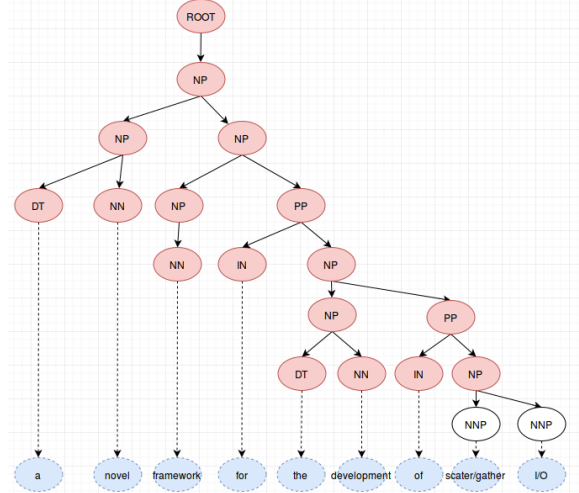 ROOT
NP
NP NP
DT NN NP PP
NN IN NP
NP PP
DT NN IN NP
NNP NNP
a novel framework for the development of scater/gather I/O